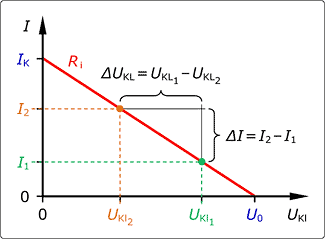 I
I_K
R_i
ΔU_KL = U_KL1 – U_KL2
I_2
ΔI = I_2 – I_1
I_1
0
0
U_Kl2
U_Kl1
U_0
U_Kl